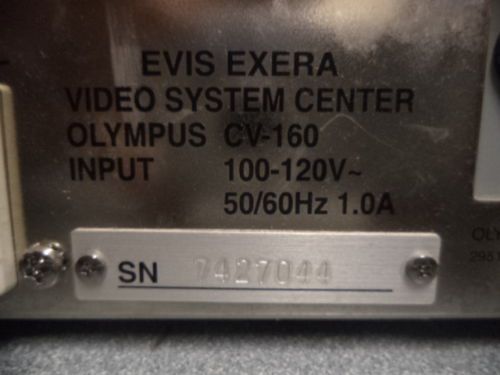 EVIS EXERA
VIDEO SYSTEM CENTER
OLYMPUS CV-160
INPUT 100-120V~
50/60Hz 1.0A
SN 7427044